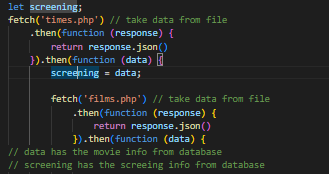 let screening;
fetch('times.php') // take data from file
.then(function (response) {
return response.json()
}).then(function (data) {
screening = data;
fetch('films.php') // take data from file
.then(function (response) {
return response.json()
}).then(function (data) {
// data has the movie info from database
// screening has the screeing info from database